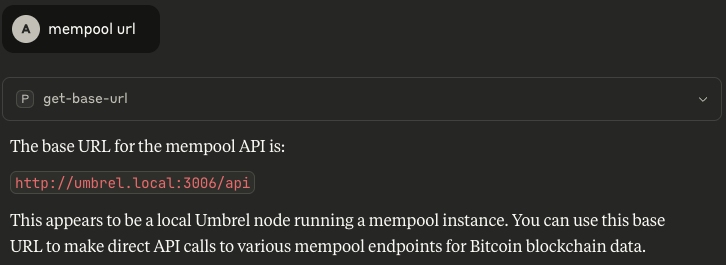 A mempool url
P get-base-url
The base URL for the mempool API is:
http://umbrel.local:3006/api
This appears to be a local Umbrel node running a mempool instance. You can use this base
URL to make direct API calls to various mempool endpoints for Bitcoin blockchain data.